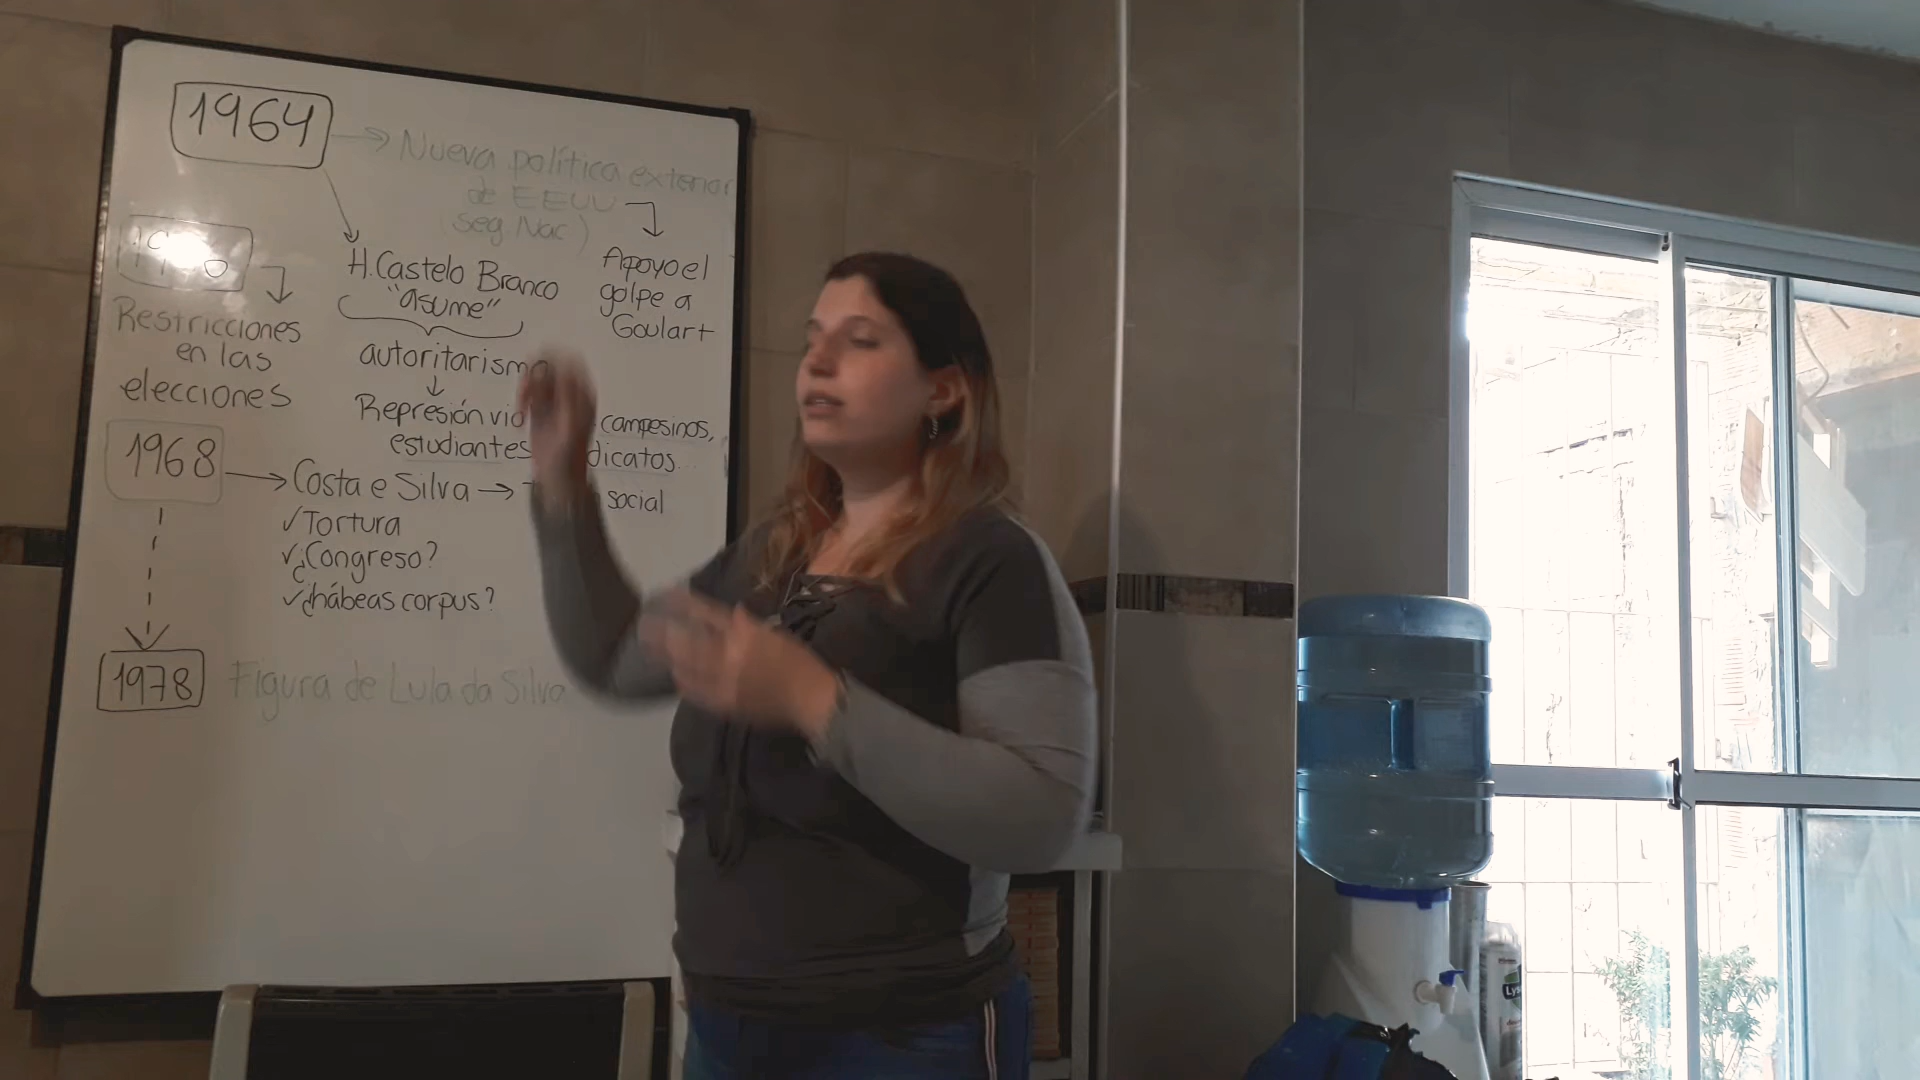 1964
Nueva política exterior
de EEUU
(seg. Nac)
Apoyo el
golpe a
Goulart
H. Castelo Branco
"asume"
autoritarismo
Represión
campesinos,
estudiantes
Restricciones
en las
elecciones
1968
Costa e Silva
social
✓ Tortura
✓ ¿Congreso?
✓ ¿hábeas corpus?
1978
Figura de Lula da Silva